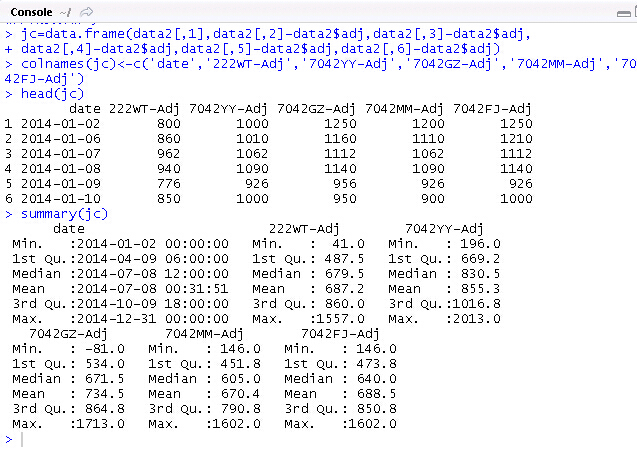 Console ~/
> jc=data.frame(data2[,1],data2[,2]-data2$adj,data2[,3]-data2$adj,
+ data2[,4]-data2$adj,data2[,5]-data2$adj,data2[,6]-data2$adj)
> colnames(jc)<-c('date','222WT-Adj','7042YY-Adj','7042GZ-Adj','7042MM-Adj','70
42FJ-Adj')
> head(jc)
date 222WT-Adj 7042YY-Adj 7042GZ-Adj 7042MM-Adj 7042FJ-Adj
1 2014-01-02 800 1000 1250 1200 1250
2 2014-01-06 860 1010 1160 1110 1210
3 2014-01-07 962 1062 1112 1062 1112
4 2014-01-08 940 1090 1140 1090 1140
5 2014-01-09 776 926 956 926 926
6 2014-01-10 850 1000 950 900 1000
> summary(jc)
date 222WT-Adj 7042YY-Adj
Min. :2014-01-02 00:00:00 Min. : 41.0 Min. : 196.0
1st Qu.:2014-04-09 06:00:00 1st Qu.: 487.5 1st Qu.: 669.2
Median :2014-07-08 12:00:00 Median : 679.5 Median : 830.5
Mean :2014-07-08 00:31:51 Mean : 687.2 Mean : 855.3
3rd Qu.:2014-10-09 18:00:00 3rd Qu.: 860.0 3rd Qu.:1016.8
Max. :2014-12-31 00:00:00 Max. :1557.0 Max. :2013.0
7042GZ-Adj 7042MM-Adj 7042FJ-Adj
Min. : -81.0 Min. : 146.0 Min. : 146.0
1st Qu.: 534.0 1st Qu.: 451.8 1st Qu.: 473.8
Median : 671.5 Median : 605.0 Median : 640.0
Mean : 734.5 Mean : 670.4 Mean : 688.5
3rd Qu.: 864.8 3rd Qu.: 790.8 3rd Qu.: 850.8
Max. :1713.0 Max. :1602.0 Max. :1602.0
>